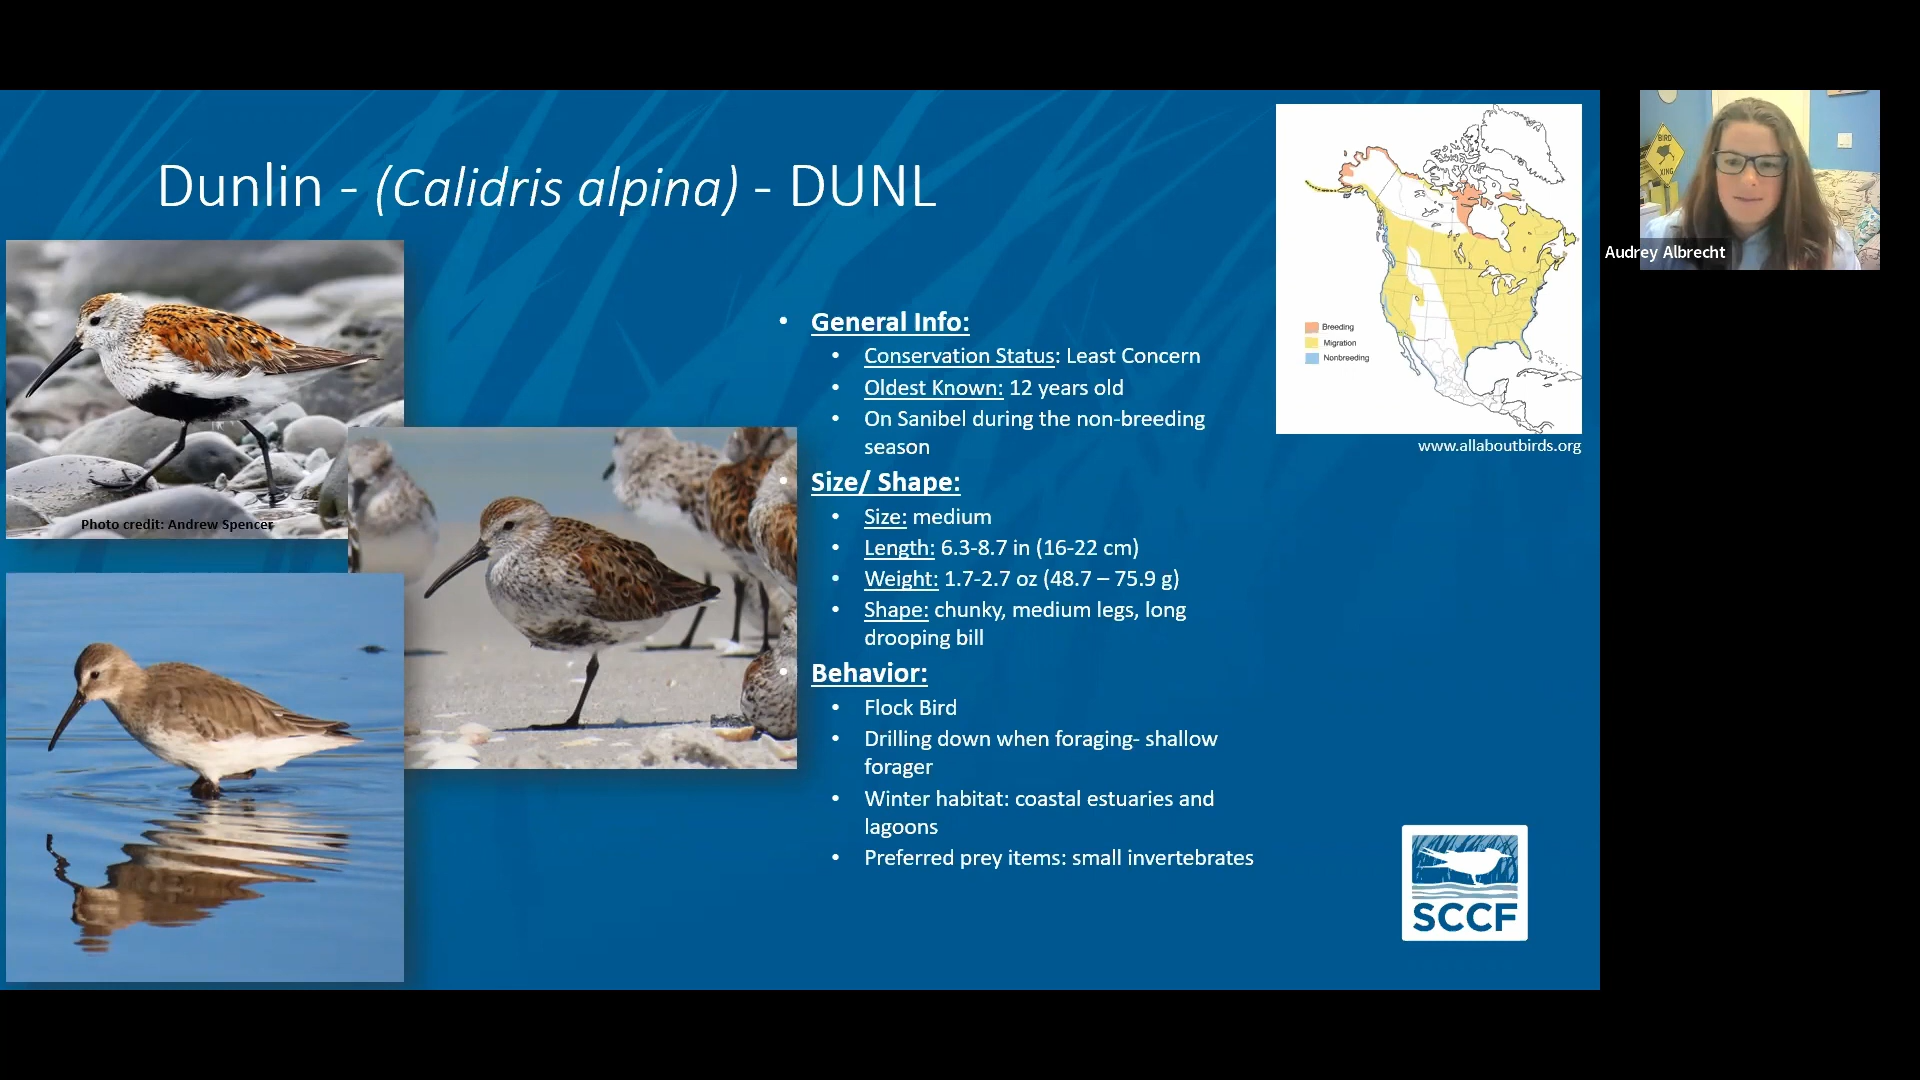 Dunlin - (Calidris alpina) - DUNL
Photo credit: Andrew Spencer
• General Info:
• Conservation Status: Least Concern
• Oldest Known: 12 years old
• On Sanibel during the non-breeding
season
• Size/ Shape:
• Size: medium
• Length: 6.3-8.7 in (16-22 cm)
• Weight: 1.7-2.7 oz (48.7 – 75.9 g)
• Shape: chunky, medium legs, long
drooping bill
• Behavior:
• Flock Bird
• Drilling down when foraging- shallow
forager
• Winter habitat: coastal estuaries and
lagoons
• Preferred prey items: small invertebrates
Breeding
Migration
Nonbreeding
www.allaboutbirds.org
SCCF
BIRD
XING
Audrey Albrecht